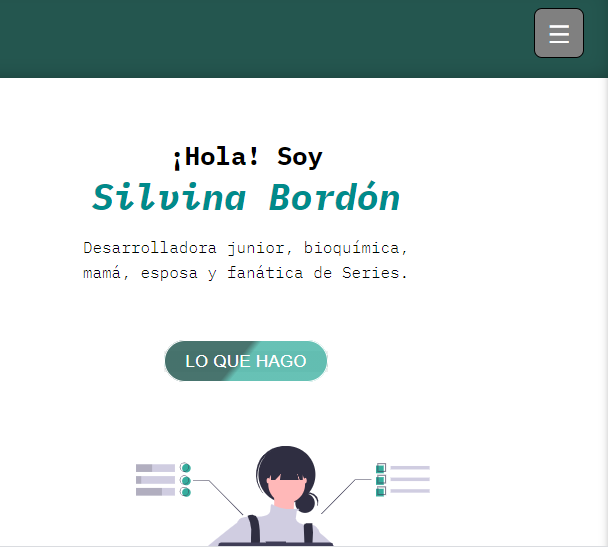 ¡Hola! Soy
Silvina Bordón
Desarrolladora junior, bioquímica,
mamá, esposa y fanática de Series.
LO QUE HAGO